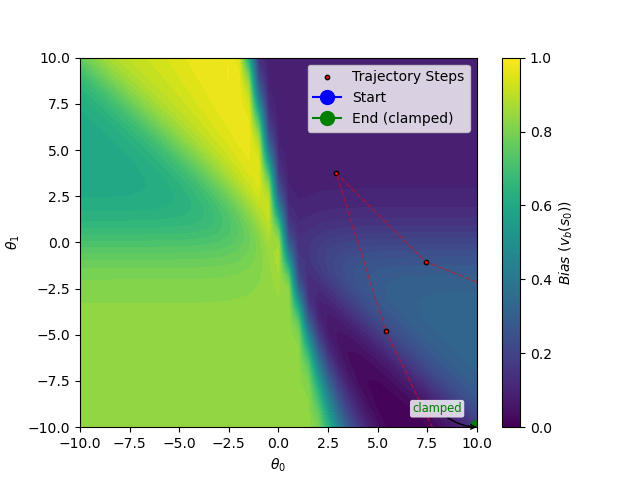 10.0
7.5
5.0
2.5
0.0
−2.5
−5.0
−7.5
−10.0
θ₁
Trajectory Steps
Start
End (clamped)
clamped
−10.0 −7.5 −5.0 −2.5 0.0 2.5 5.0 7.5 10.0
θ₀
1.0
0.8
0.6
0.4
0.2
0.0
Bias (v_b(s₀))